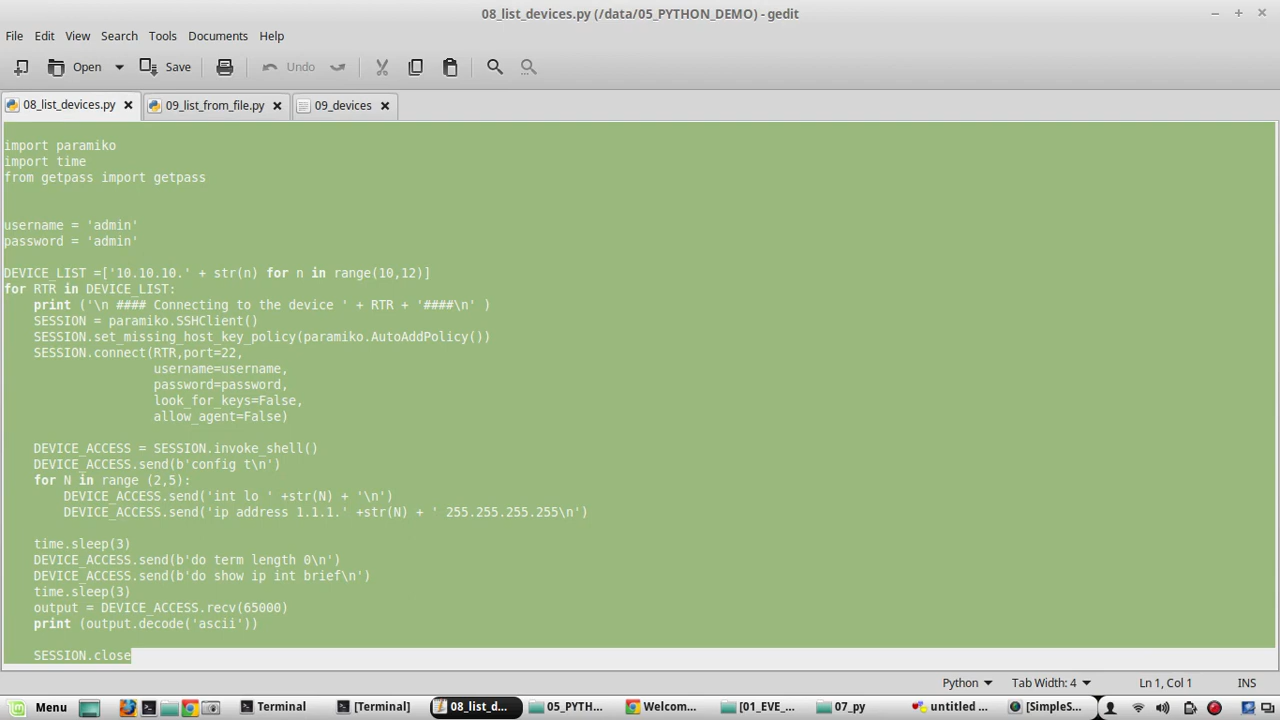 08_list_devices.py (/data/05_PYTHON_DEMO) - gedit
File Edit View Search Tools Documents Help
Open Save Undo
08_list_devices.py 09_list_from_file.py 09_devices
import paramiko
import time
from getpass import getpass
username = 'admin'
password = 'admin'
DEVICE_LIST =['10.10.10.' + str(n) for n in range(10,12)]
for RTR in DEVICE_LIST:
    print ('\n #### Connecting to the device ' + RTR + '####\n' )
    SESSION = paramiko.SSHClient()
    SESSION.set_missing_host_key_policy(paramiko.AutoAddPolicy())
    SESSION.connect(RTR,port=22,
                    username=username,
                    password=password,
                    look_for_keys=False,
                    allow_agent=False)
    DEVICE_ACCESS = SESSION.invoke_shell()
    DEVICE_ACCESS.send(b'config t\n')
    for N in range (2,5):
        DEVICE_ACCESS.send('int lo ' +str(N) + '\n')
        DEVICE_ACCESS.send('ip address 1.1.1.' +str(N) + ' 255.255.255.255\n')
    time.sleep(3)
    DEVICE_ACCESS.send(b'do term length 0\n')
    DEVICE_ACCESS.send(b'do show ip int brief\n')
    time.sleep(3)
    output = DEVICE_ACCESS.recv(65000)
    print (output.decode('ascii'))
    SESSION.close
Python Tab Width: 4 Ln 1, Col 1 INS
Menu Terminal [Terminal] 08_list_d... 05_PYTH... Welcom... [01_EVE_... 07_py untitled ... [SimpleS...